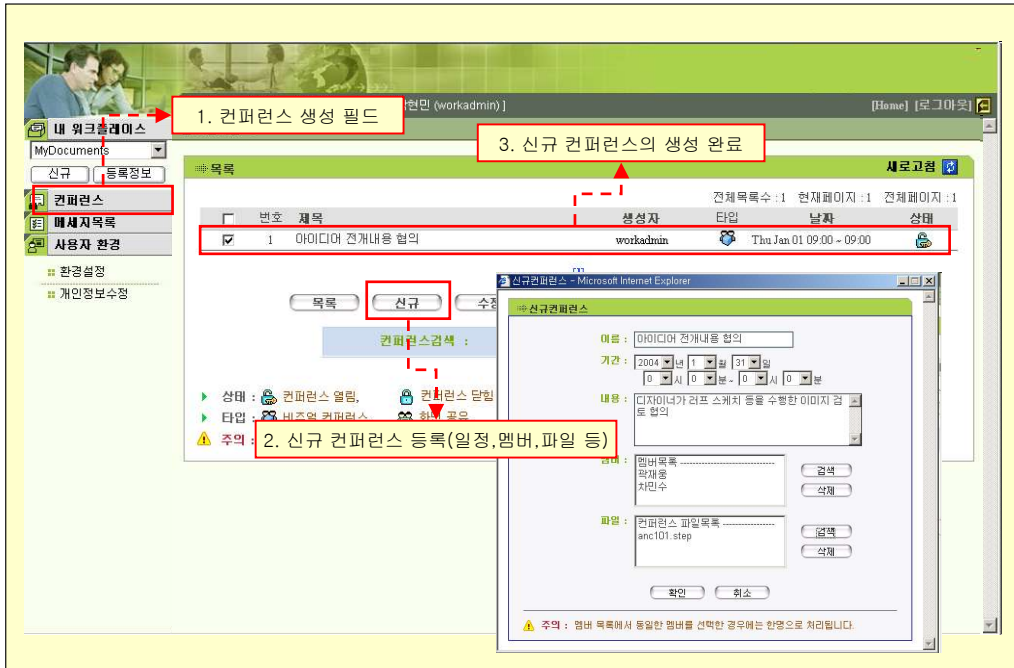 현민 (workadmin) ]
[Home] [로그아웃]
1. 컨퍼런스 생성 필드
내 워크플레이스
MyDocuments
신규 등록정보
컨퍼런스
메세지목록
사용자 환경
환경설정
개인정보수정
3. 신규 컨퍼런스의 생성 완료
목록
새로고침
전체목록수 :1 현재페이지 :1 전체페이지 :1
번호 제목 생성자 타입 날짜 상태
1 아이디어 전개내용 협의 workadmin Thu Jan 01 09:00 ~ 09:00
목록 신규
컨퍼런스검색 :
상태 : 컨퍼런스 열림, 컨퍼런스 닫힘
타입 : 비즈얼 컨퍼런스
주의 :
2. 신규 컨퍼런스 등록(일정,멤버,파일 등)
신규컨퍼런스 - Microsoft Internet Explorer
신규컨퍼런스
이름 : 아이디어 전개내용 협의
기간 : 2004 년 1 월 31 일
0 시 0 분 ~ 0 시 0 분
내용 : 디자이너가 러프 스케치 등을 수행한 이미지 검
토 협의
멤버 : 멤버목록 ------------------------------
곽재웅
차민수
검색
삭제
파일 : 컨퍼런스 파일목록 -----------------
anc101.step
검색
삭제
확인 취소
주의 : 멤버 목록에서 동일한 멤버를 선택한 경우에는 한명으로 처리됩니다.